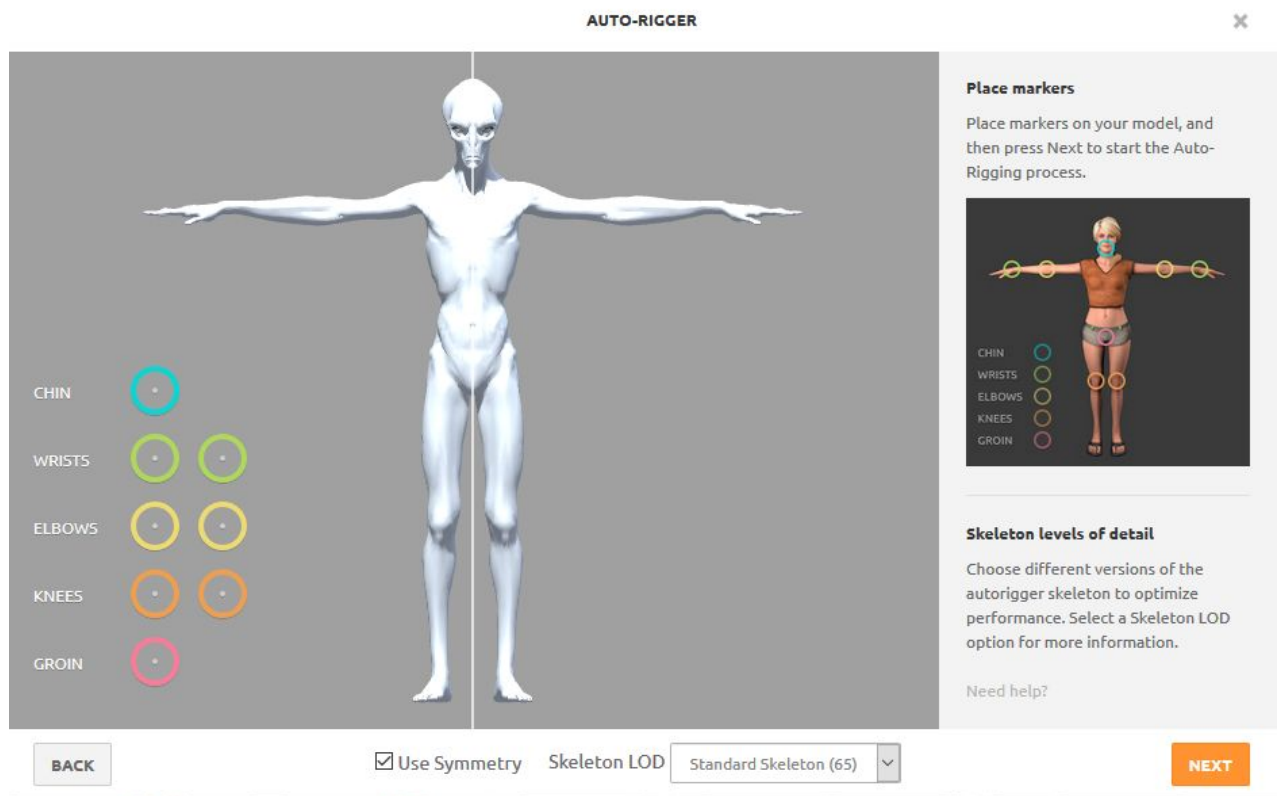 AUTO-RIGGER
×
CHIN
WRISTS
ELBOWS
KNEES
GROIN
Place markers
Place markers on your model, and
then press Next to start the Auto-
Rigging process.
CHIN
WRISTS
ELBOWS
KNEES
GROIN
Skeleton levels of detail
Choose different versions of the
autorigger skeleton to optimize
performance. Select a Skeleton LOD
option for more information.
Need help?
BACK
Use Symmetry
Skeleton LOD
Standard Skeleton (65)
NEXT